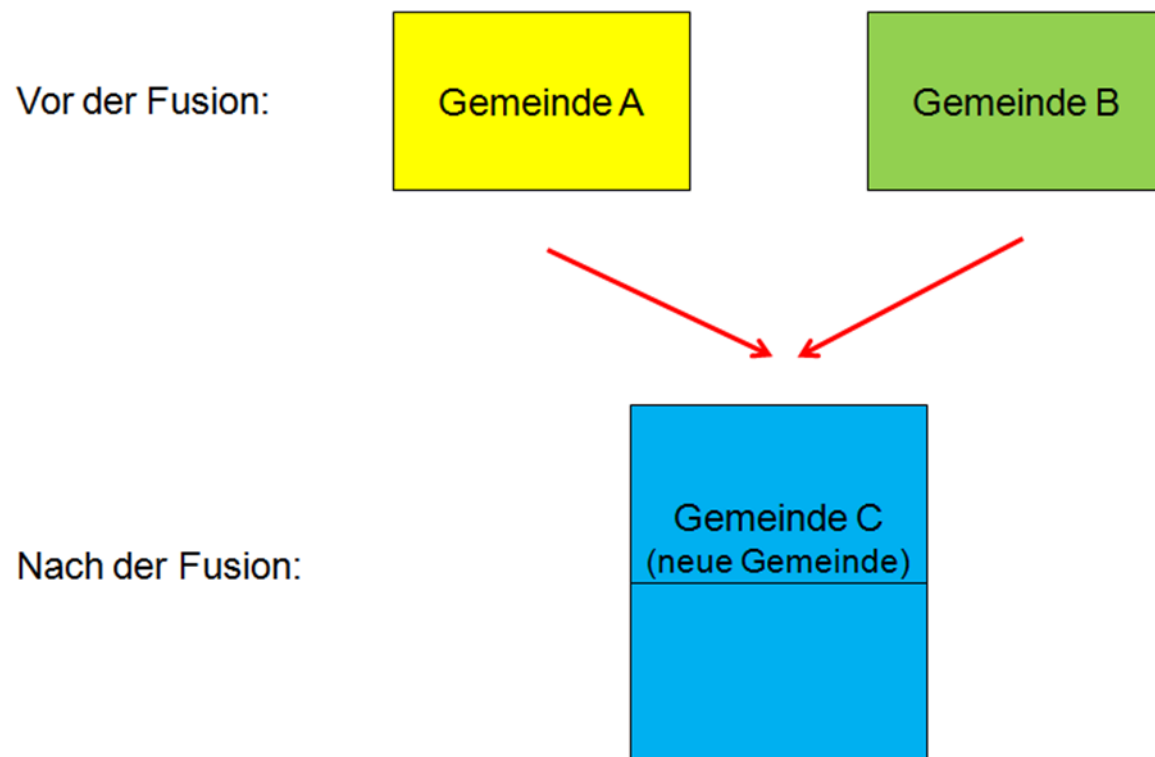 Vor der Fusion:
Gemeinde A
Gemeinde B
Nach der Fusion:
Gemeinde C
(neue Gemeinde)